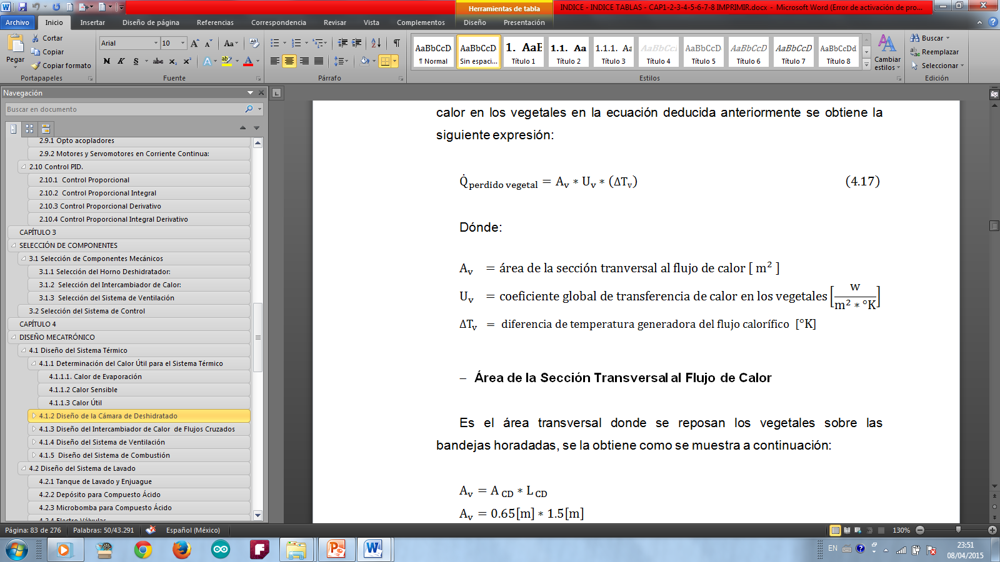 Herramientas de tabla
INDICE - INDICE TABLAS - CAP1-2-3-4-5-6-7-8 IMPRIMIR.docx - Microsoft Word (Error de activación de pro...
Archivo Inicio Insertar Diseño de página Referencias Correspondencia Revisar Vista Complementos Diseño Presentación
Pegar
Cortar
Copiar
Copiar formato
Portapapeles
Arial 10
N K S abc x₂ x²
Fuente
Párrafo
AaBbCcD AaBbCcD 1. AaB 1.1. Aa 1.1.1. Aa AaBbCcD AaBbCcD AaBbCcD AaBbCcD AaBbCcDd
¶ Normal Sin espaci... Título 1 Título 2 Título 3 Título 4 Título 5 Título 6 Título 7 Título 8
Cambiar estilos
Estilos
Buscar
Reemplazar
Seleccionar
Edición
Navegación
Buscar en documento
2.9.1 Opto acopladores
2.9.2 Motores y Servomotores en Corriente Continua:
2.10 Control PID.
2.10.1 Control Proporcional
2.10.2 Control Proporcional Integral
2.10.3 Control Proporcional Derivativo
2.10.4 Control Proporcional Integral Derivativo
CAPÍTULO 3
SELECCIÓN DE COMPONENTES
3.1 Selección de Componentes Mecánicos
3.1.1 Selección del Horno Deshidratador:
3.1.2 Selección del Intercambiador de Calor:
3.1.3 Selección del Sistema de Ventilación
3.2 Selección del Sistema de Control
CAPÍTULO 4
DISEÑO MECATRÓNICO
4.1 Diseño del Sistema Térmico
4.1.1 Determinación del Calor Útil para el Sistema Térmico
4.1.1.1. Calor de Evaporación
4.1.1.2 Calor Sensible
4.1.1.3 Calor Útil
4.1.2 Diseño de la Cámara de Deshidratado
4.1.3 Diseño del Intercambiador de Calor de Flujos Cruzados
4.1.4 Diseño del Sistema de Ventilación
4.1.5 Diseño del Sistema de Combustión
4.2 Diseño del Sistema de Lavado
4.2.1 Tanque de Lavado y Enjuague
4.2.2 Depósito para Compuesto Ácido
4.2.3 Microbomba para Compuesto Ácido
4.2.4 Electro Válvulas
calor en los vegetales en la ecuación deducida anteriormente se obtiene la
siguiente expresión:
Q̇perdido vegetal = Av ∗ Uv ∗ (ΔTv) (4.17)
Dónde:
Av = área de la sección tranversal al flujo de calor [ m² ]
Uv = coeficiente global de transferencia de calor en los vegetales [w / m² ∗ °K]
ΔTv = diferencia de temperatura generadora del flujo calorífico [°K]
– Área de la Sección Transversal al Flujo de Calor
Es el área transversal donde se reposan los vegetales sobre las
bandejas horadadas, se la obtiene como se muestra a continuación:
Av = A CD ∗ L CD
Av = 0.65[m] ∗ 1.5[m]
Página: 83 de 276 Palabras: 50/43.291 Español (México) 130%
EN 23:51
08/04/2015